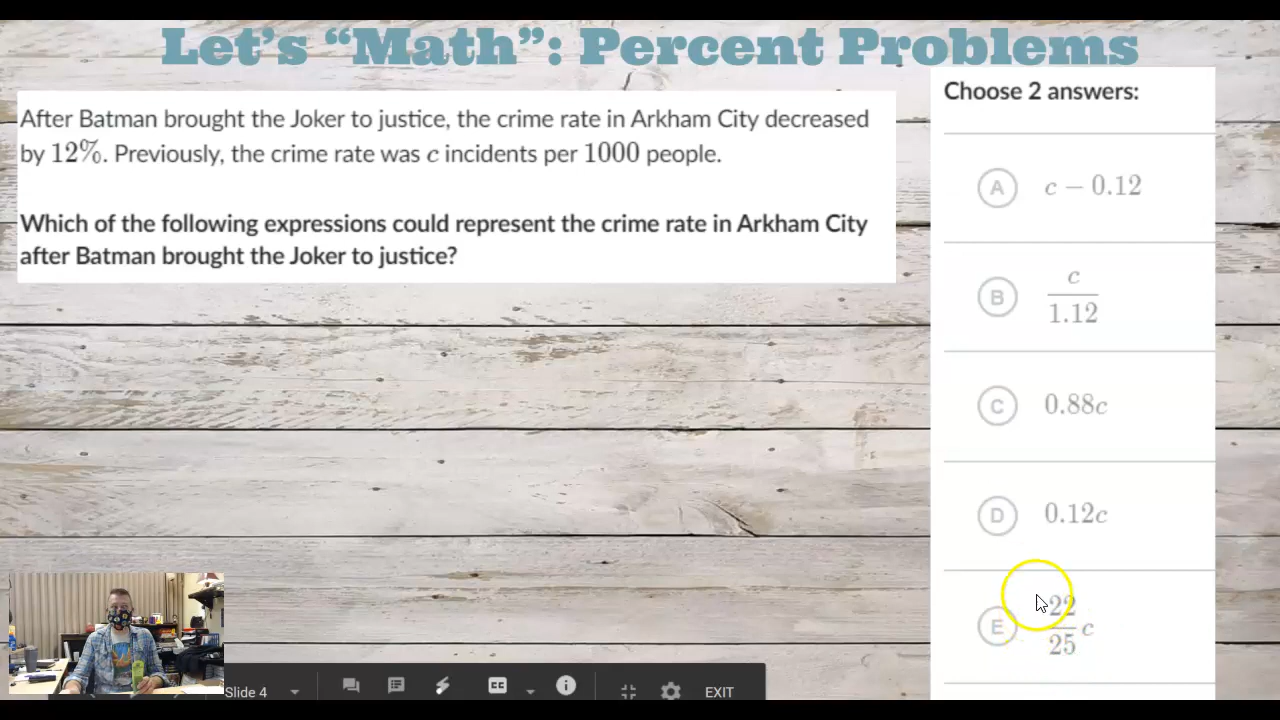 Let's “Math”: Percent Problems
After Batman brought the Joker to justice, the crime rate in Arkham City decreased
by 12%. Previously, the crime rate was c incidents per 1000 people.
Which of the following expressions could represent the crime rate in Arkham City
after Batman brought the Joker to justice?
Choose 2 answers:
A c − 0.12
B c
1.12
C 0.88c
D 0.12c
E 22
25 c
Slide 4
CC
EXIT